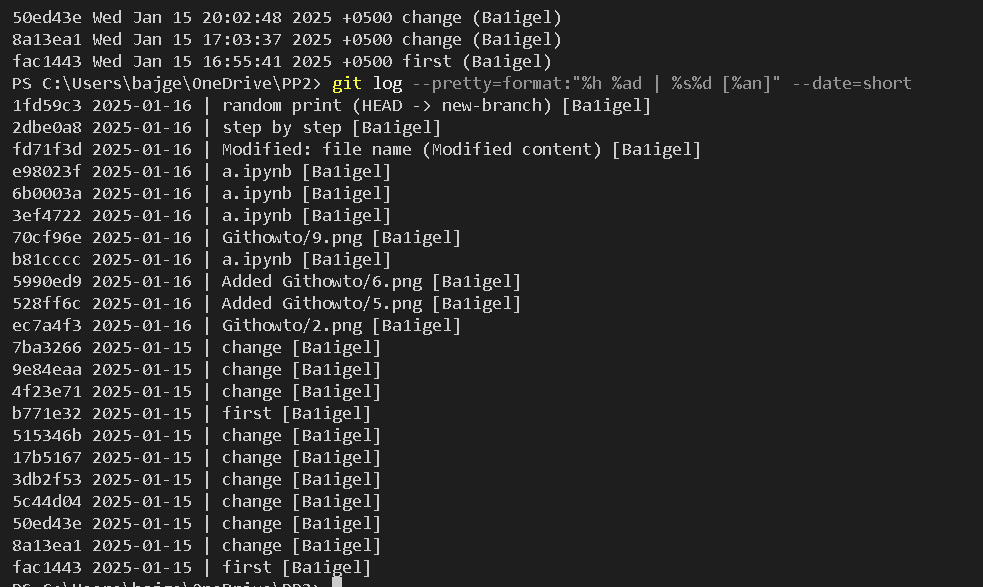 50ed43e Wed Jan 15 20:02:48 2025 +0500 change (Ba1igel)
8a13ea1 Wed Jan 15 17:03:37 2025 +0500 change (Ba1igel)
fac1443 Wed Jan 15 16:55:41 2025 +0500 first (Ba1igel)
PS C:\Users\bajge\OneDrive\PP2> git log --pretty=format:"%h %ad | %s%d [%an]" --date=short
1fd59c3 2025-01-16 | random print (HEAD -> new-branch) [Ba1igel]
2dbe0a8 2025-01-16 | step by step [Ba1igel]
fd71f3d 2025-01-16 | Modified: file name (Modified content) [Ba1igel]
e98023f 2025-01-16 | a.ipynb [Ba1igel]
6b0003a 2025-01-16 | a.ipynb [Ba1igel]
3ef4722 2025-01-16 | a.ipynb [Ba1igel]
70cf96e 2025-01-16 | Githowto/9.png [Ba1igel]
b81cccc 2025-01-16 | a.ipynb [Ba1igel]
5990ed9 2025-01-16 | Added Githowto/6.png [Ba1igel]
528ff6c 2025-01-16 | Added Githowto/5.png [Ba1igel]
ec7a4f3 2025-01-16 | Githowto/2.png [Ba1igel]
7ba3266 2025-01-15 | change [Ba1igel]
9e84eaa 2025-01-15 | change [Ba1igel]
4f23e71 2025-01-15 | change [Ba1igel]
b771e32 2025-01-15 | first [Ba1igel]
515346b 2025-01-15 | change [Ba1igel]
17b5167 2025-01-15 | change [Ba1igel]
3db2f53 2025-01-15 | change [Ba1igel]
5c44d04 2025-01-15 | change [Ba1igel]
50ed43e 2025-01-15 | change [Ba1igel]
8a13ea1 2025-01-15 | change [Ba1igel]
fac1443 2025-01-15 | first [Ba1igel]
PS C:\Users\bajge\OneDrive\PP2>